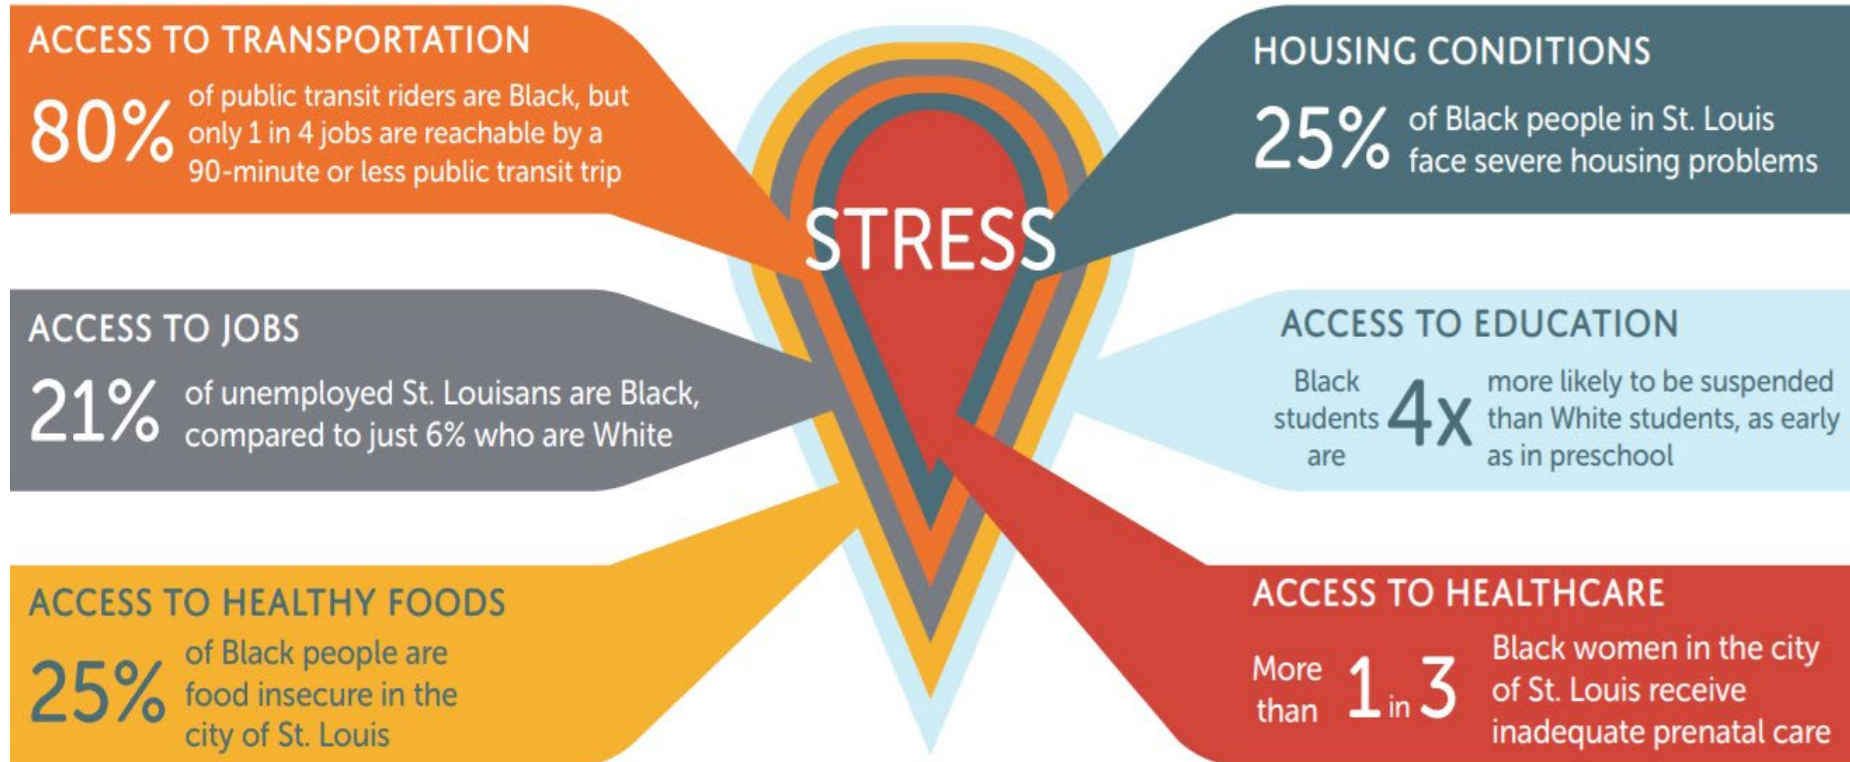 ACCESS TO TRANSPORTATION
80%
of public transit riders are Black, but
only 1 in 4 jobs are reachable by a
90-minute or less public transit trip
ACCESS TO JOBS
21%
of unemployed St. Louisans are Black,
compared to just 6% who are White
ACCESS TO HEALTHY FOODS
25%
of Black people are
food insecure in the
city of St. Louis
STRESS
HOUSING CONDITIONS
25%
of Black people in St. Louis
face severe housing problems
ACCESS TO EDUCATION
Black
students
are
4x
more likely to be suspended
than White students, as early
as in preschool
ACCESS TO HEALTHCARE
More
than
1 in 3
Black women in the city
of St. Louis receive
inadequate prenatal care